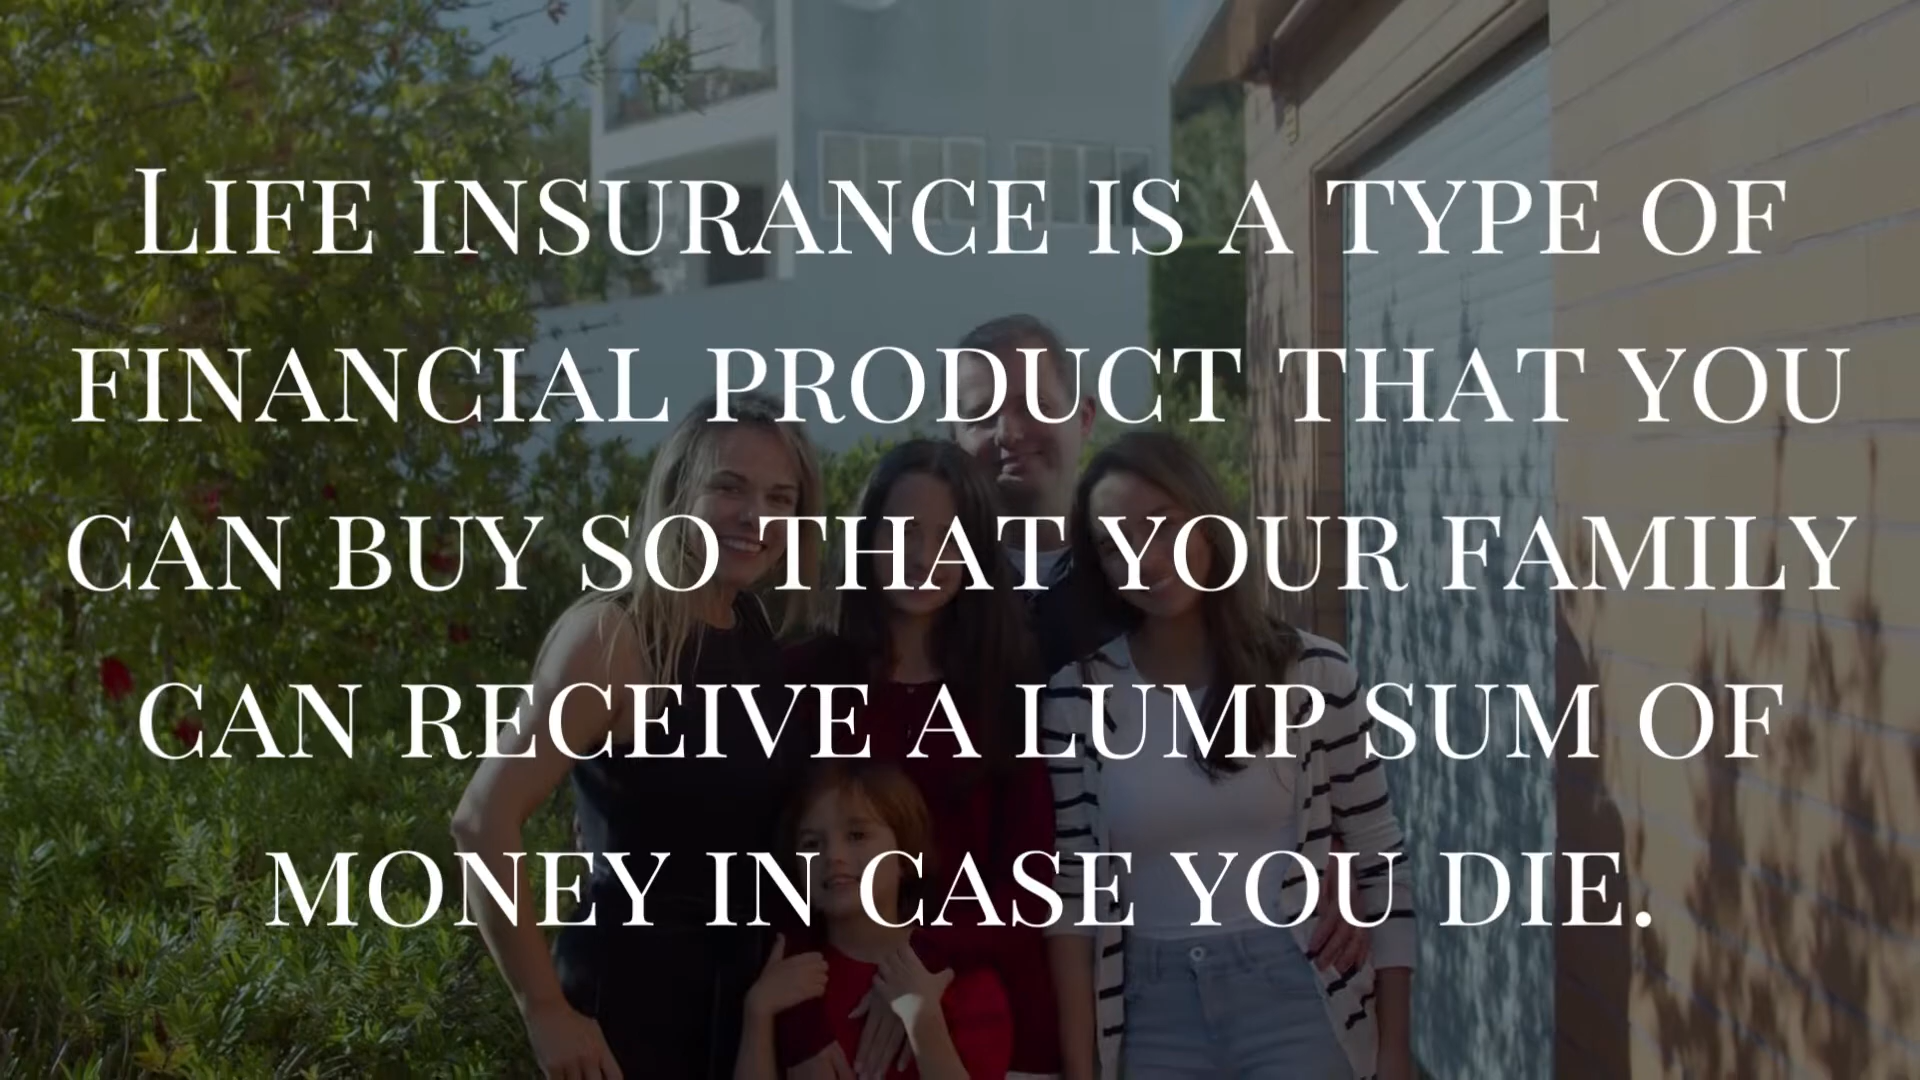 Life insurance is a type of
financial product that you
can buy so that your family
can receive a lump sum of
money in case you die.